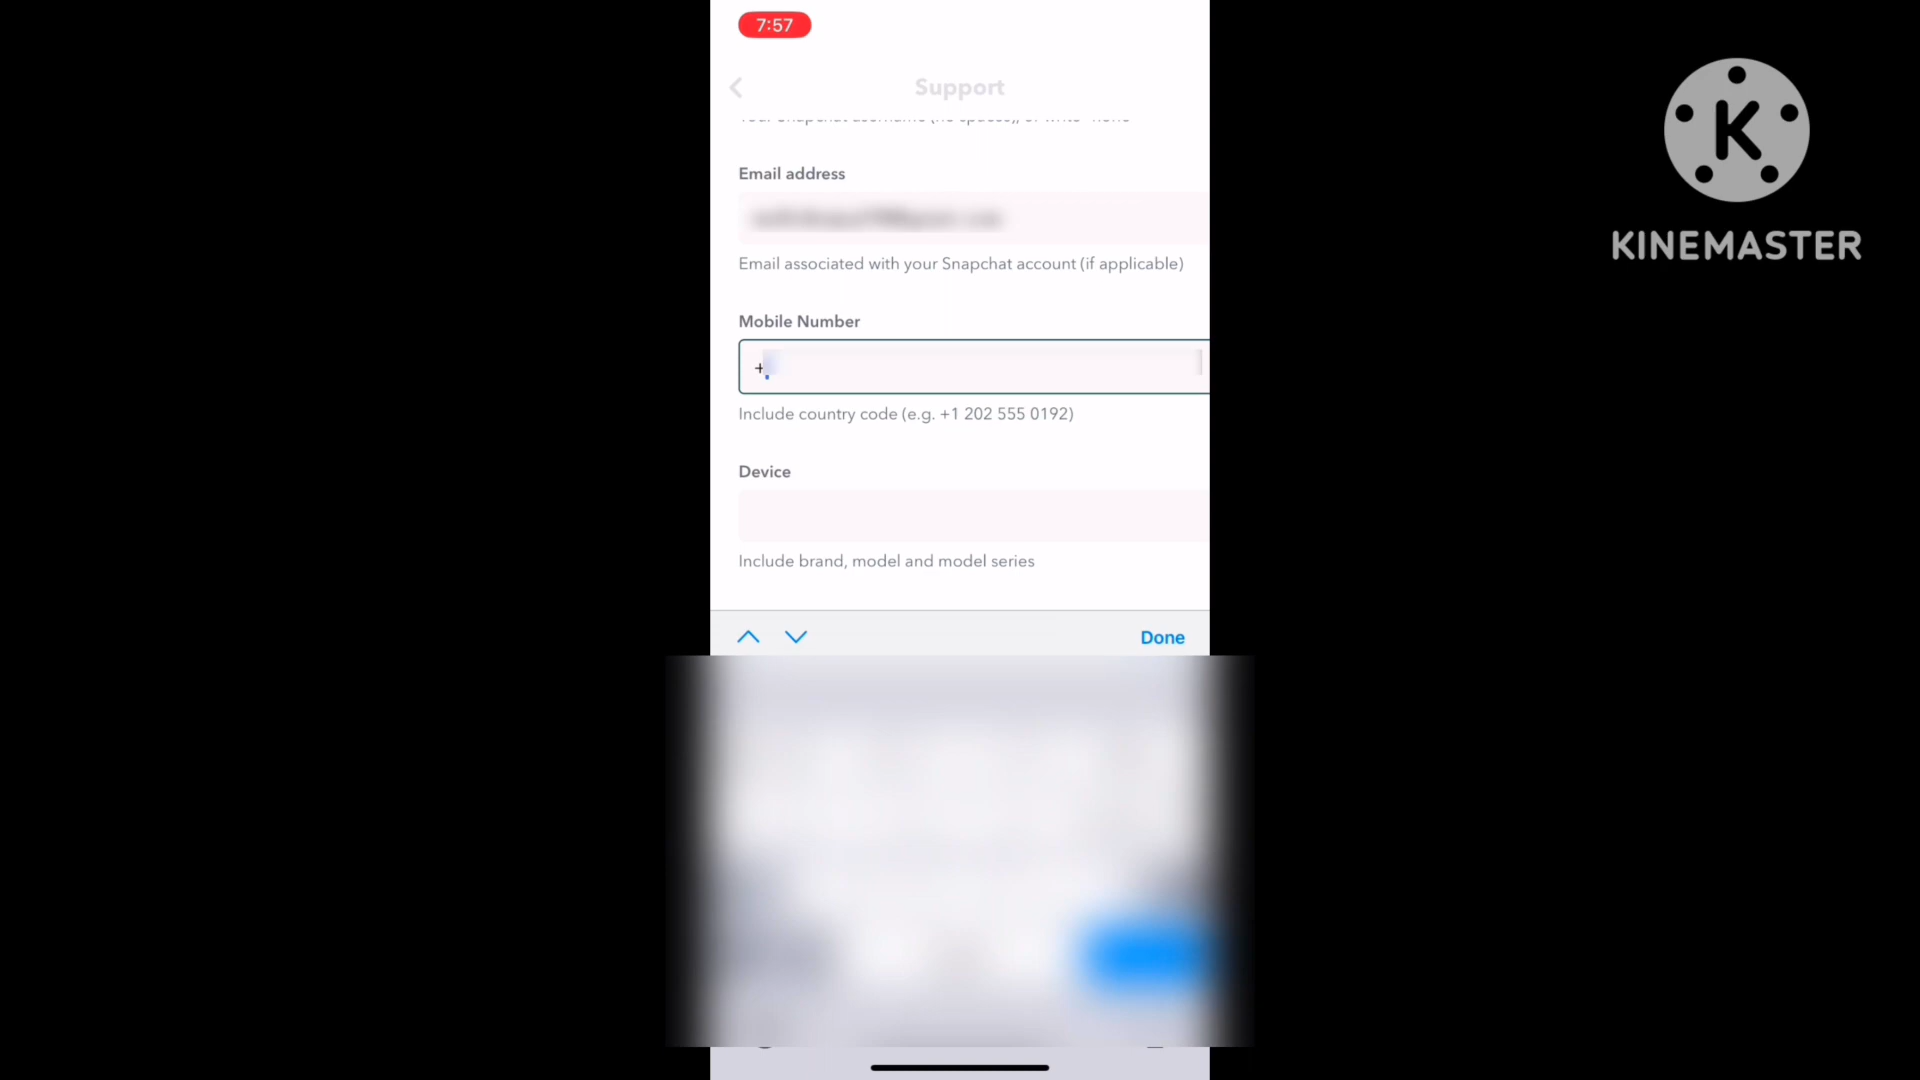 7:57
Support
Email address
Email associated with your Snapchat account (if applicable)
Mobile Number
+
Include country code (e.g. +1 202 555 0192)
Device
Include brand, model and model series
Done
K
KINEMASTER